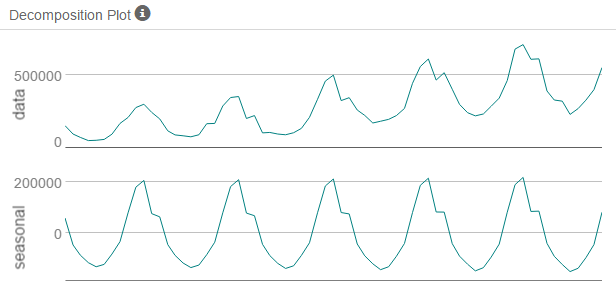 Decomposition Plot
500000
data
0
200000
0
seasonal